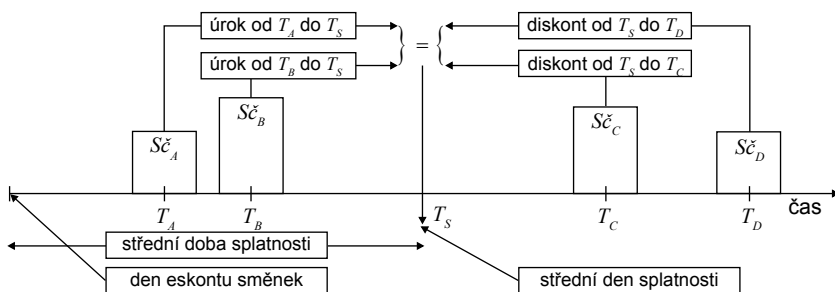 úrok od T_A do T_S
diskont od T_S do T_D
} = {
úrok od T_B do T_S
diskont od T_S do T_C
Sč_A
Sč_B
Sč_C
Sč_D
T_A
T_B
T_S
T_C
T_D
čas
střední doba splatnosti
den eskontu směnek
střední den splatnosti